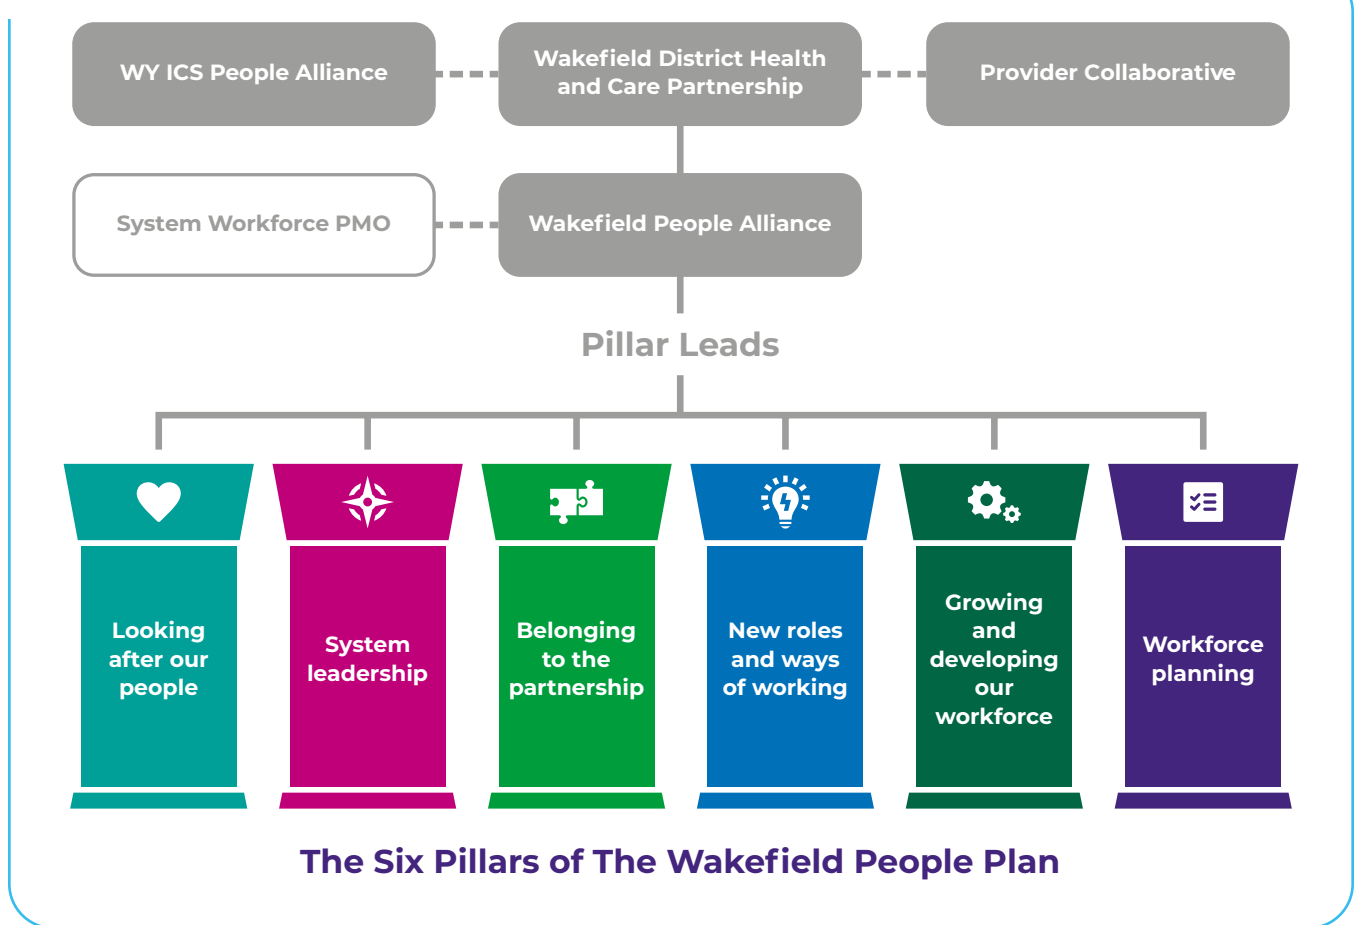 WY ICS People Alliance
Wakefield District Health
and Care Partnership
Provider Collaborative
System Workforce PMO
Wakefield People Alliance
Pillar Leads
Looking
after our
people
System
leadership
Belonging
to the
partnership
New roles
and ways
of working
Growing
and
developing
our
workforce
Workforce
planning
The Six Pillars of The Wakefield People Plan